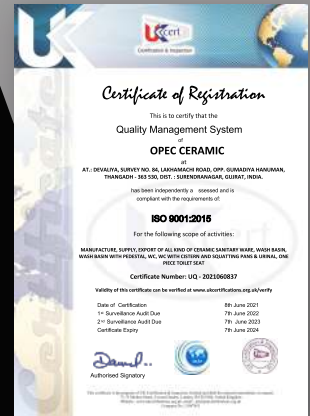 UK
UKcert
Certification & Inspection
Certificate of Registration
This is to certify that the
Quality Management System
of
OPEC CERAMIC
at
AT.: DEVALIYA, SURVEY NO. 84, LAKHAMACHI ROAD, OPP. GUMADIYA HANUMAN,
THANGADH - 363 530, DIST. : SURENDRANAGAR, GUJRAT, INDIA.
has been independently a ssessed and is
compliant with the requirements of:
ISO 9001:2015
For the following scope of activities:
MANUFACTURE, SUPPLY, EXPORT OF ALL KIND OF CERAMIC SANITARY WARE, WASH BASIN,
WASH BASIN WITH PEDESTAL, WC, WC WITH CISTERN AND SQUATTING PANS & URINAL, ONE
PIECE TOILET SEAT
Certificate Number: UQ - 2021060837
Validity of this certificate can be verified at www.ukcertifications.org.uk/verify
Date of Certification 8th June 2021
1st Surveillance Audit Due 7th June 2022
2nd Surveillance Audit Due 7th June 2023
Certificate Expiry 7th June 2024
Authorised Signatory